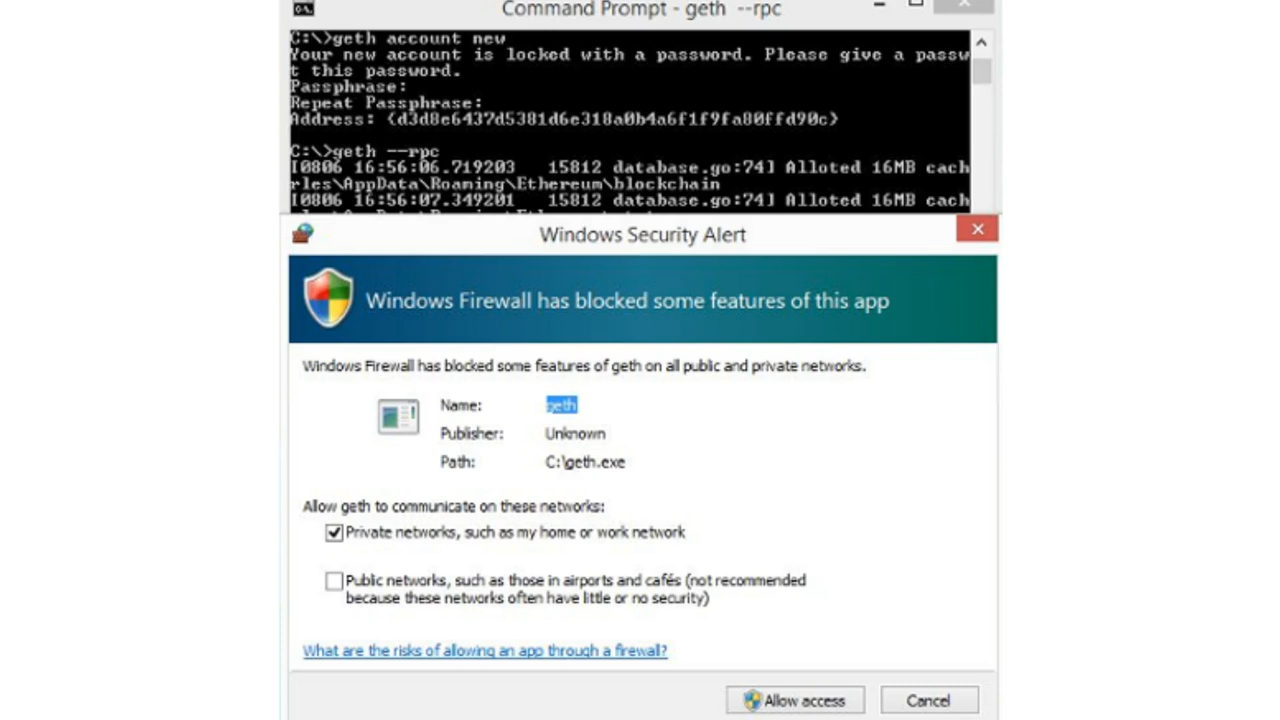 Command Prompt - geth --rpc
C:\>geth account new
Your new account is locked with a password. Please give a passw
t this password.
Passphrase:
Repeat Passphrase:
Address: {d3d8e6437d5381d6e318a0b4a6f1f9fa80ffd90c}
C:\>geth --rpc
I0806 16:56:06.719203 15812 database.go:74] Alloted 16MB cach
rles\AppData\Roaming\Ethereum\blockchain
I0806 16:56:07.349201 15812 database.go:74] Alloted 16MB cach
Windows Security Alert
Windows Firewall has blocked some features of this app
Windows Firewall has blocked some features of geth on all public and private networks.
Name: geth
Publisher: Unknown
Path: C:\geth.exe
Allow geth to communicate on these networks:
Private networks, such as my home or work network
Public networks, such as those in airports and cafés (not recommended
because these networks often have little or no security)
What are the risks of allowing an app through a firewall?
Allow access Cancel